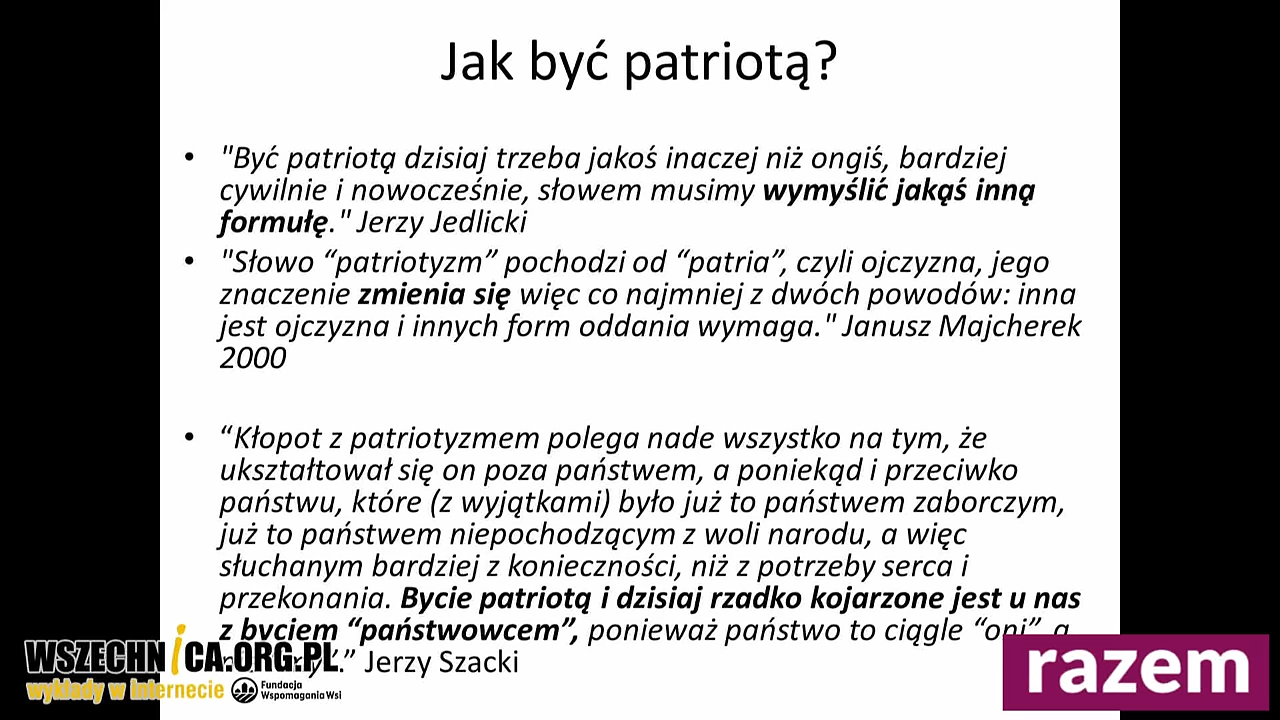 Jak być patriotą?
• "Być patriotą dzisiaj trzeba jakoś inaczej niż ongiś, bardziej
cywilnie i nowocześnie, słowem musimy wymyślić jakąś inną
formułę." Jerzy Jedlicki
• "Słowo “patriotyzm” pochodzi od “patria”, czyli ojczyzna, jego
znaczenie zmienia się więc co najmniej z dwóch powodów: inna
jest ojczyzna i innych form oddania wymaga." Janusz Majcherek
2000
• “Kłopot z patriotyzmem polega nade wszystko na tym, że
ukształtował się on poza państwem, a poniekąd i przeciwko
państwu, które (z wyjątkami) było już to państwem zaborczym,
już to państwem niepochodzącym z woli narodu, a więc
słuchanym bardziej z konieczności, niż z potrzeby serca i
przekonania. Bycie patriotą i dzisiaj rzadko kojarzone jest u nas
z byciem “państwowcem”, ponieważ państwo to ciągle “oni”, a
” Jerzy Szacki
WSZECHNICA.ORG.PL
wykłady w internecie
Fundacja
Wspomagania Wsi
razem